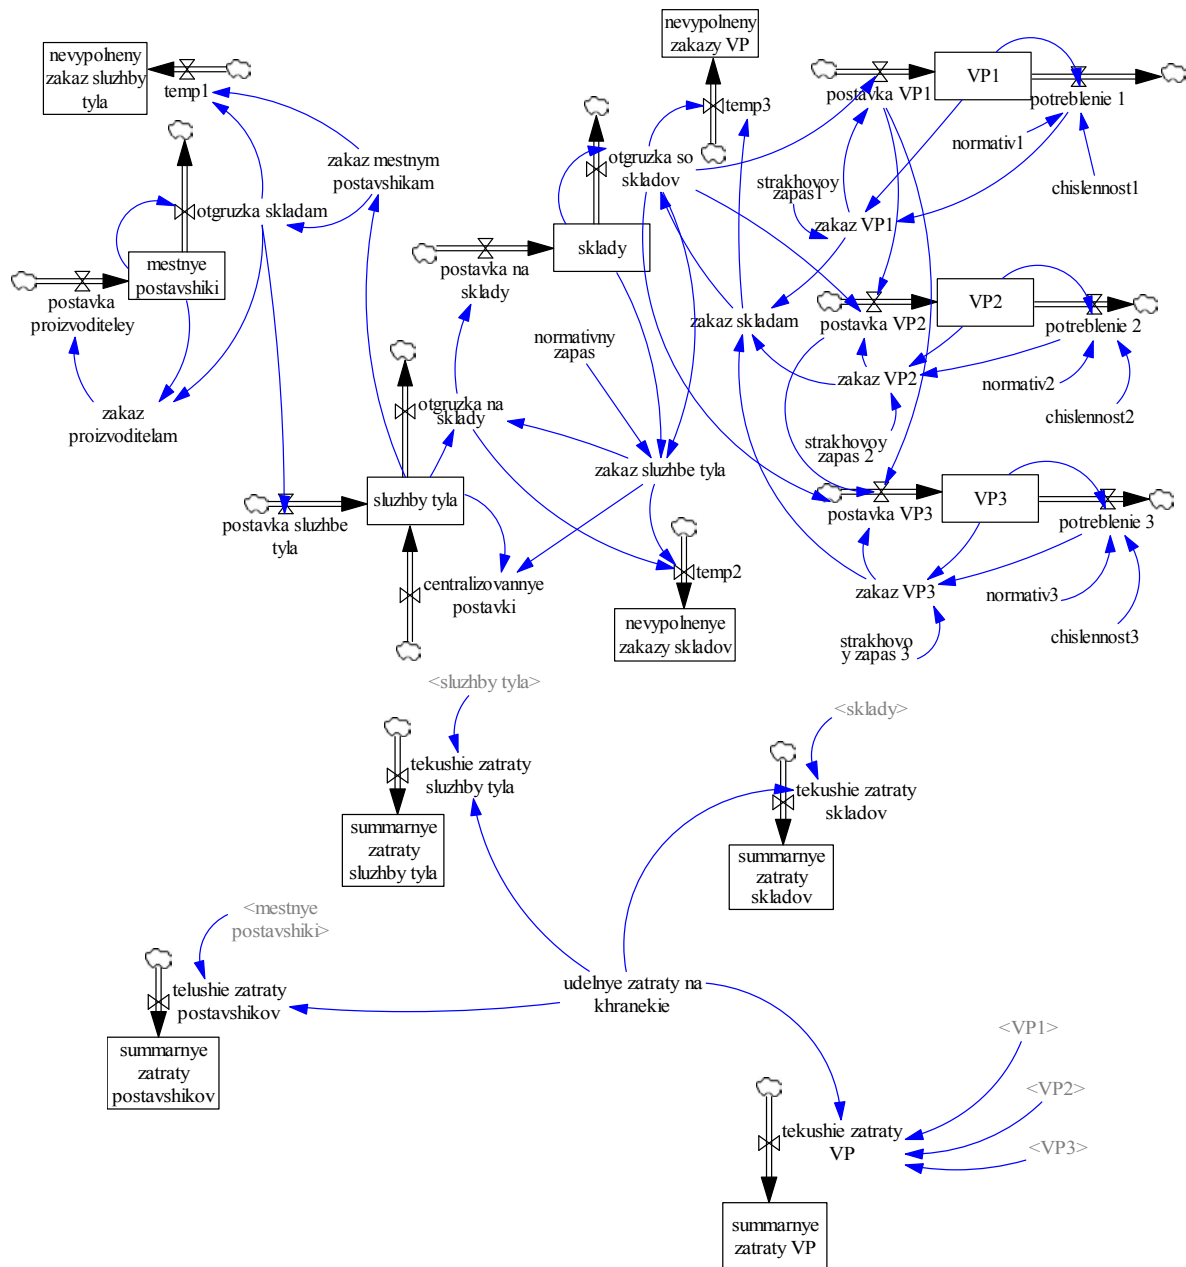 nevypolneny
zakaz sluzhby
tyla
temp1
nevypolneny
zakazy VP
temp3
postavka VP1
VP1
potreblenie 1
normativ1
chislennost1
zakaz mestnym
postavshikam
otgruzka skladam
otgruzka so
skladov
strakhovoy
zapas1
zakaz VP1
mestnye
postavshiki
postavka
proizvoditeley
sklady
postavka na
sklady
zakaz skladam
postavka VP2
VP2
potreblenie 2
normativny
zapas
zakaz VP2
normativ2
chislennost2
zakaz
proizvoditelam
otgruzka na
sklady
strakhovoy
zapas 2
zakaz sluzhbe tyla
sluzhby tyla
postavka sluzhbe
tyla
postavka VP3
VP3
potreblenie 3
centralizovannye
postavki
temp2
zakaz VP3
normativ3
chislennost3
nevypolnenye
zakazy skladov
strakhovo
y zapas 3
<sluzhby tyla>
<sklady>
tekushie zatraty
sluzhby tyla
tekushie zatraty
skladov
summarnye
zatraty
sluzhby tyla
summarnye
zatraty
skladov
<mestnye
postavshiki>
telushie zatraty
postavshikov
udelnye zatraty na
khranekie
summarnye
zatraty
postavshikov
<VP1>
<VP2>
<VP3>
tekushie zatraty
VP
summarnye
zatraty VP